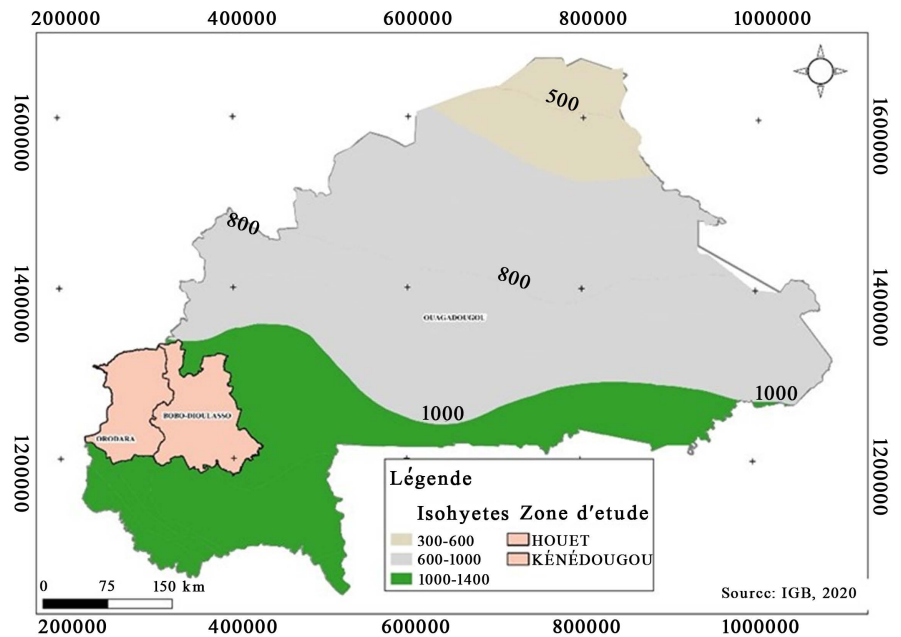 200000 400000 600000 800000 1000000
1600000
1600000
500
800
800
1400000
1400000
OUAGADOUGOU
1000
1000
BOBO-DIOULASSO
ORODARA
1200000
1200000
Légende
Isohyetes Zone d'etude
300-600 HOUET
600-1000 KÉNÉDOUGOU
1000-1400
0 75 150 km
Source: IGB, 2020
200000 400000 600000 800000 1000000